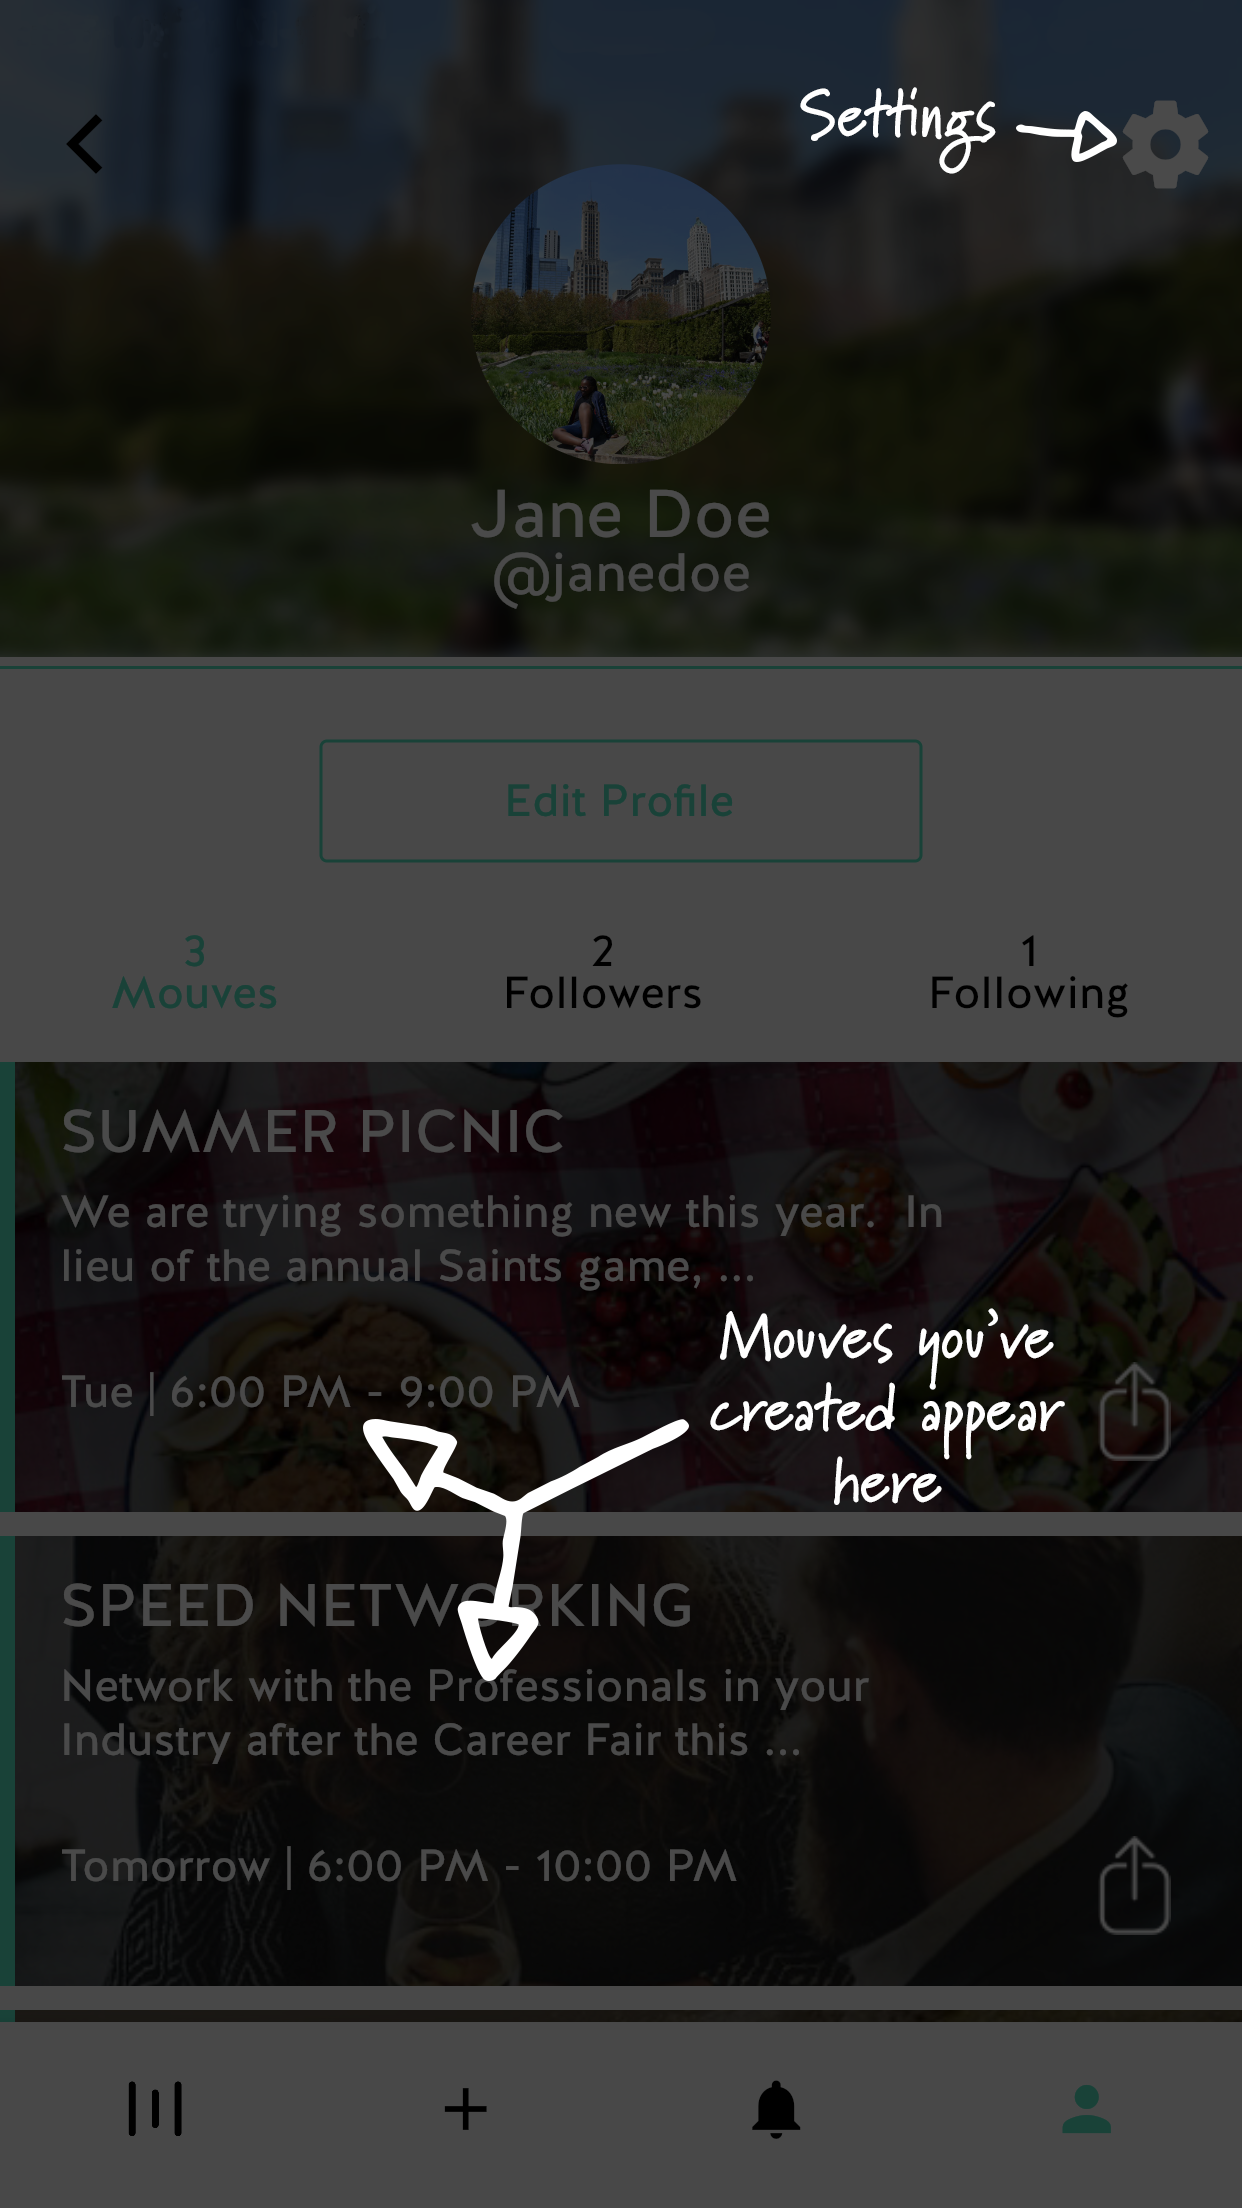 Settings
Jane Doe
@janedoe
Edit Profile
3 2 1
Mouves Followers Following
SUMMER PICNIC
We are trying something new this year. In
lieu of the annual Saints game, ...
Tue | 6:00 PM - 9:00 PM
Mouves you've
created appear
here
SPEED NETWORKING
Network with the Professionals in your
Industry after the Career Fair this ...
Tomorrow | 6:00 PM - 10:00 PM